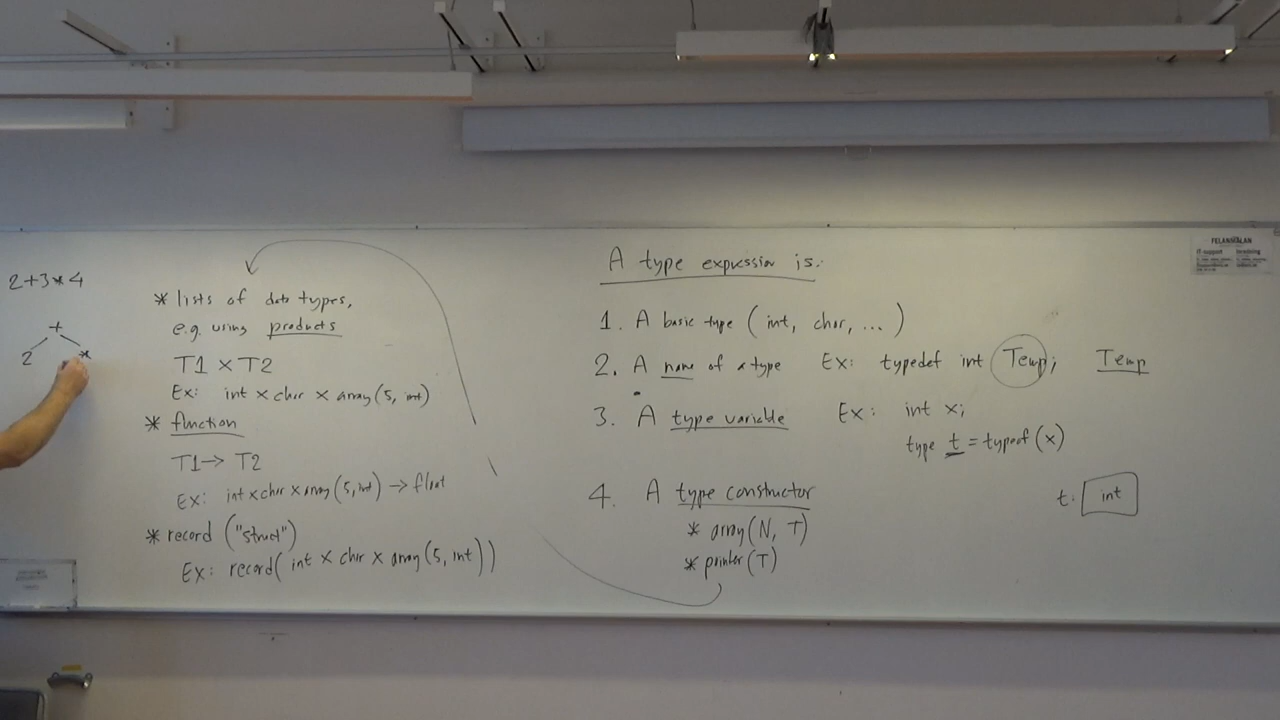 2+3*4
+
2 *
* lists of data types,
e.g. using products
T1 × T2
Ex: int × char × array(5, int)
* function
T1 → T2
Ex: int × char × array(5, int) → float
* record ("struct")
Ex: record( int × char × array(5, int))
A type expression is:
1. A basic type (int, char, ...)
2. A name of a type Ex: typedef int Temp; Temp
3. A type variable Ex: int x;
type t = typeof(x)
4. A type constructor t: int
* array(N, T)
* pointer(T)
FELANMÄLAN
IT-support